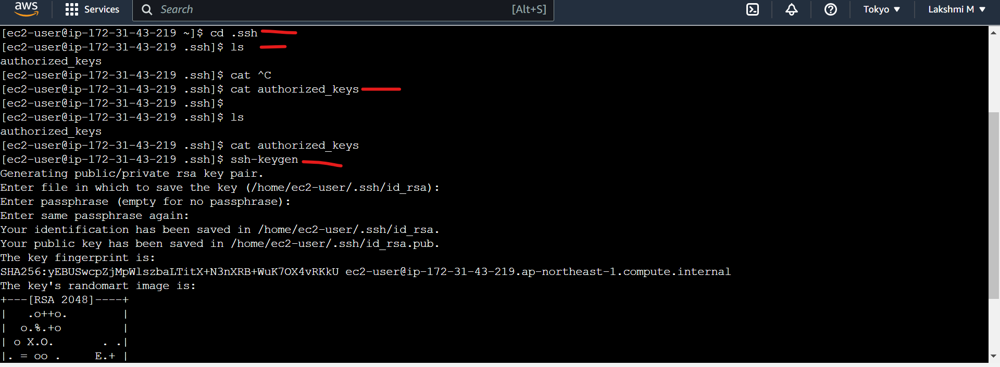 aws Services Search [Alt+S] Tokyo Lakshmi M
[ec2-user@ip-172-31-43-219 ~]$ cd .ssh
[ec2-user@ip-172-31-43-219 .ssh]$ ls
authorized_keys
[ec2-user@ip-172-31-43-219 .ssh]$ cat ^C
[ec2-user@ip-172-31-43-219 .ssh]$ cat authorized_keys
[ec2-user@ip-172-31-43-219 .ssh]$
[ec2-user@ip-172-31-43-219 .ssh]$ ls
authorized_keys
[ec2-user@ip-172-31-43-219 .ssh]$ cat authorized_keys
[ec2-user@ip-172-31-43-219 .ssh]$ ssh-keygen
Generating public/private rsa key pair.
Enter file in which to save the key (/home/ec2-user/.ssh/id_rsa):
Enter passphrase (empty for no passphrase):
Enter same passphrase again:
Your identification has been saved in /home/ec2-user/.ssh/id_rsa.
Your public key has been saved in /home/ec2-user/.ssh/id_rsa.pub.
The key fingerprint is:
SHA256:yEBUSwcpZjMpWlszbaLTitX+N3nXRB+WuK7OX4vRKkU ec2-user@ip-172-31-43-219.ap-northeast-1.compute.internal
The key's randomart image is:
+---[RSA 2048]----+
|   .o++o.        |
|  o.%.+o         |
| o X.O.       . .|
|. = oo .     E.+ |